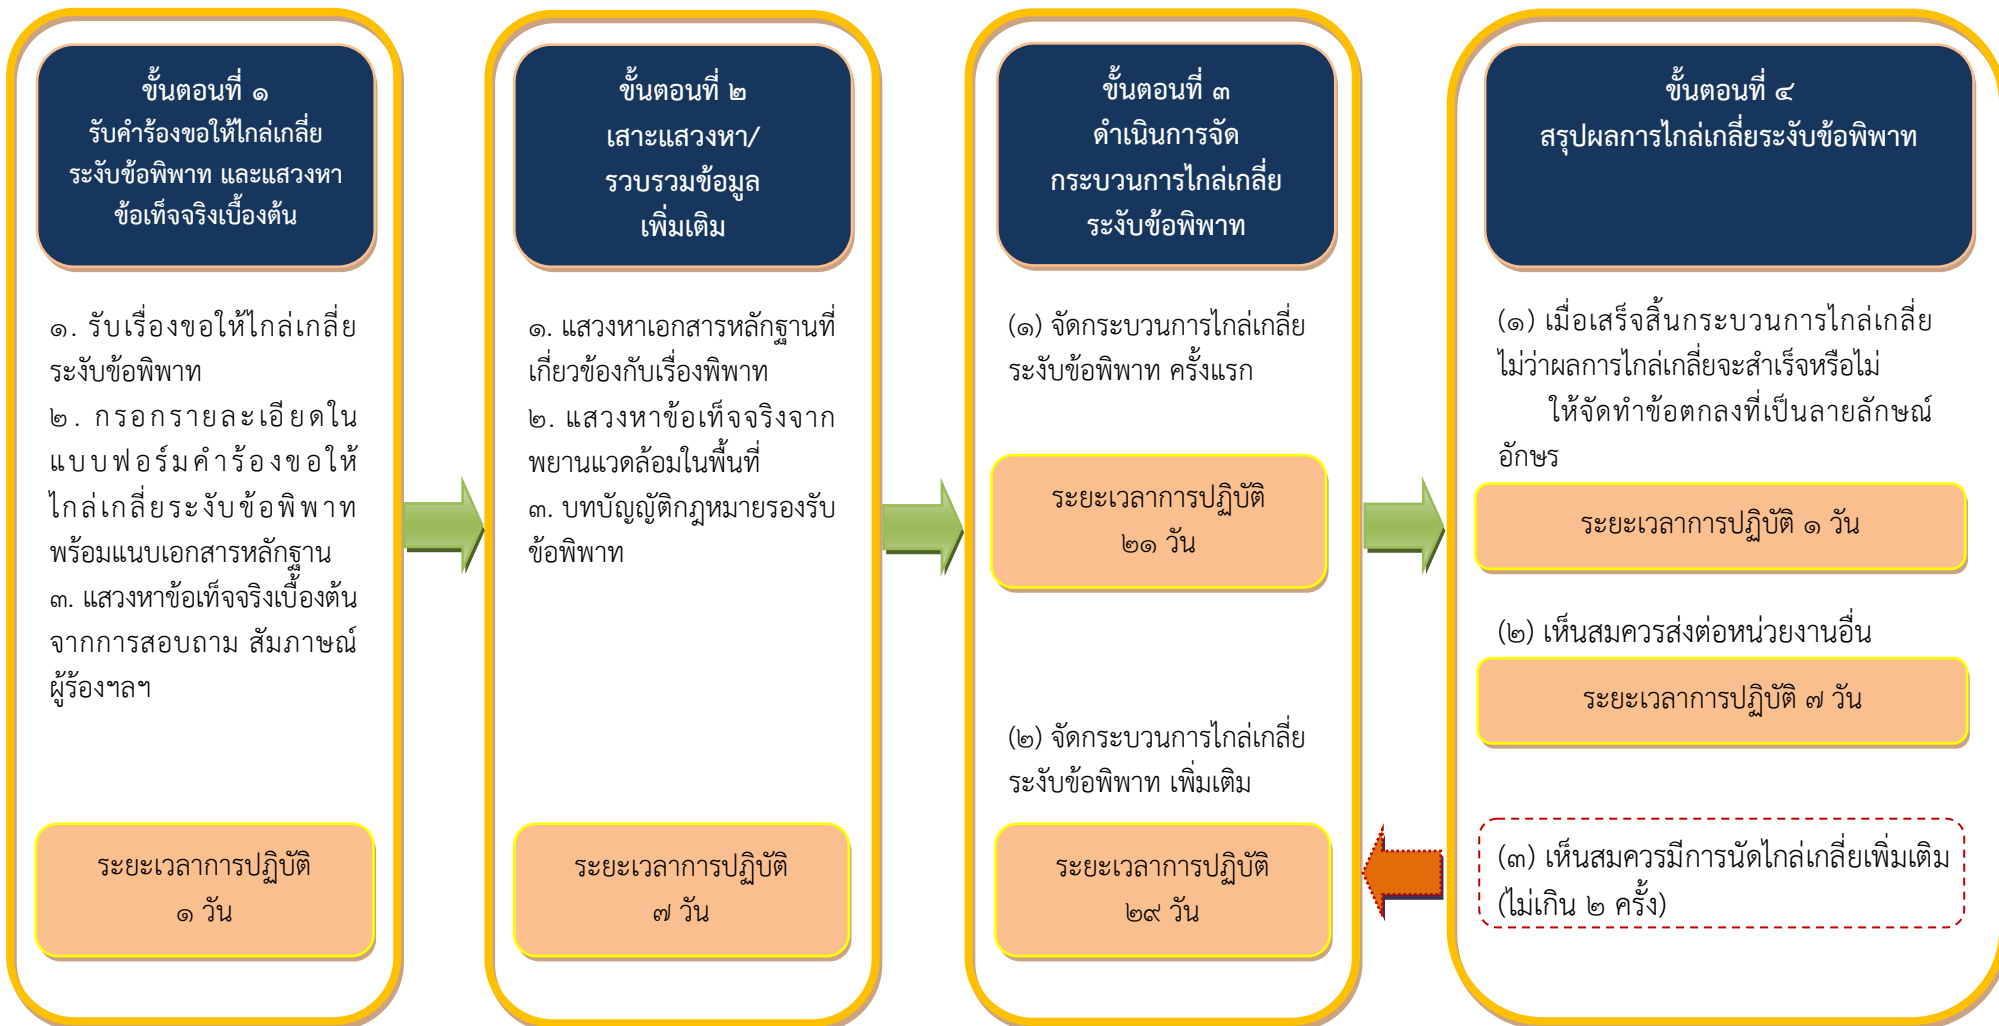 ขั้นตอนที่ ๑
รับคำร้องขอให้ไกล่เกลี่ย
ระงับข้อพิพาท และแสวงหา
ข้อเท็จจริงเบื้องต้น
๑. รับเรื่องขอให้ไกล่เกลี่ย
ระงับข้อพิพาท
๒. กรอกรายละเอียดใน
แบบฟอร์มคำร้องขอให้
ไกล่เกลี่ยระงับข้อพิพาท
พร้อมแนบเอกสารหลักฐาน
๓. แสวงหาข้อเท็จจริงเบื้องต้น
จากการสอบถาม สัมภาษณ์
ผู้ร้องฯลฯ
ระยะเวลาการปฏิบัติ
๑ วัน
ขั้นตอนที่ ๒
เสาะแสวงหา/
รวบรวมข้อมูล
เพิ่มเติม
๑. แสวงหาเอกสารหลักฐานที่
เกี่ยวข้องกับเรื่องพิพาท
๒. แสวงหาข้อเท็จจริงจาก
พยานแวดล้อมในพื้นที่
๓. บทบัญญัติกฎหมายรองรับ
ข้อพิพาท
ระยะเวลาการปฏิบัติ
๗ วัน
ขั้นตอนที่ ๓
ดำเนินการจัด
กระบวนการไกล่เกลี่ย
ระงับข้อพิพาท
(๑) จัดกระบวนการไกล่เกลี่ย
ระงับข้อพิพาท ครั้งแรก
ระยะเวลาการปฏิบัติ
๒๑ วัน
(๒) จัดกระบวนการไกล่เกลี่ย
ระงับข้อพิพาท เพิ่มเติม
ระยะเวลาการปฏิบัติ
๒๙ วัน
ขั้นตอนที่ ๔
สรุปผลการไกล่เกลี่ยระงับข้อพิพาท
(๑) เมื่อเสร็จสิ้นกระบวนการไกล่เกลี่ย
ไม่ว่าผลการไกล่เกลี่ยจะสำเร็จหรือไม่
ให้จัดทำข้อตกลงที่เป็นลายลักษณ์
อักษร
ระยะเวลาการปฏิบัติ ๑ วัน
(๒) เห็นสมควรส่งต่อหน่วยงานอื่น
ระยะเวลาการปฏิบัติ ๗ วัน
(๓) เห็นสมควรมีการนัดไกล่เกลี่ยเพิ่มเติม
(ไม่เกิน ๒ ครั้ง)